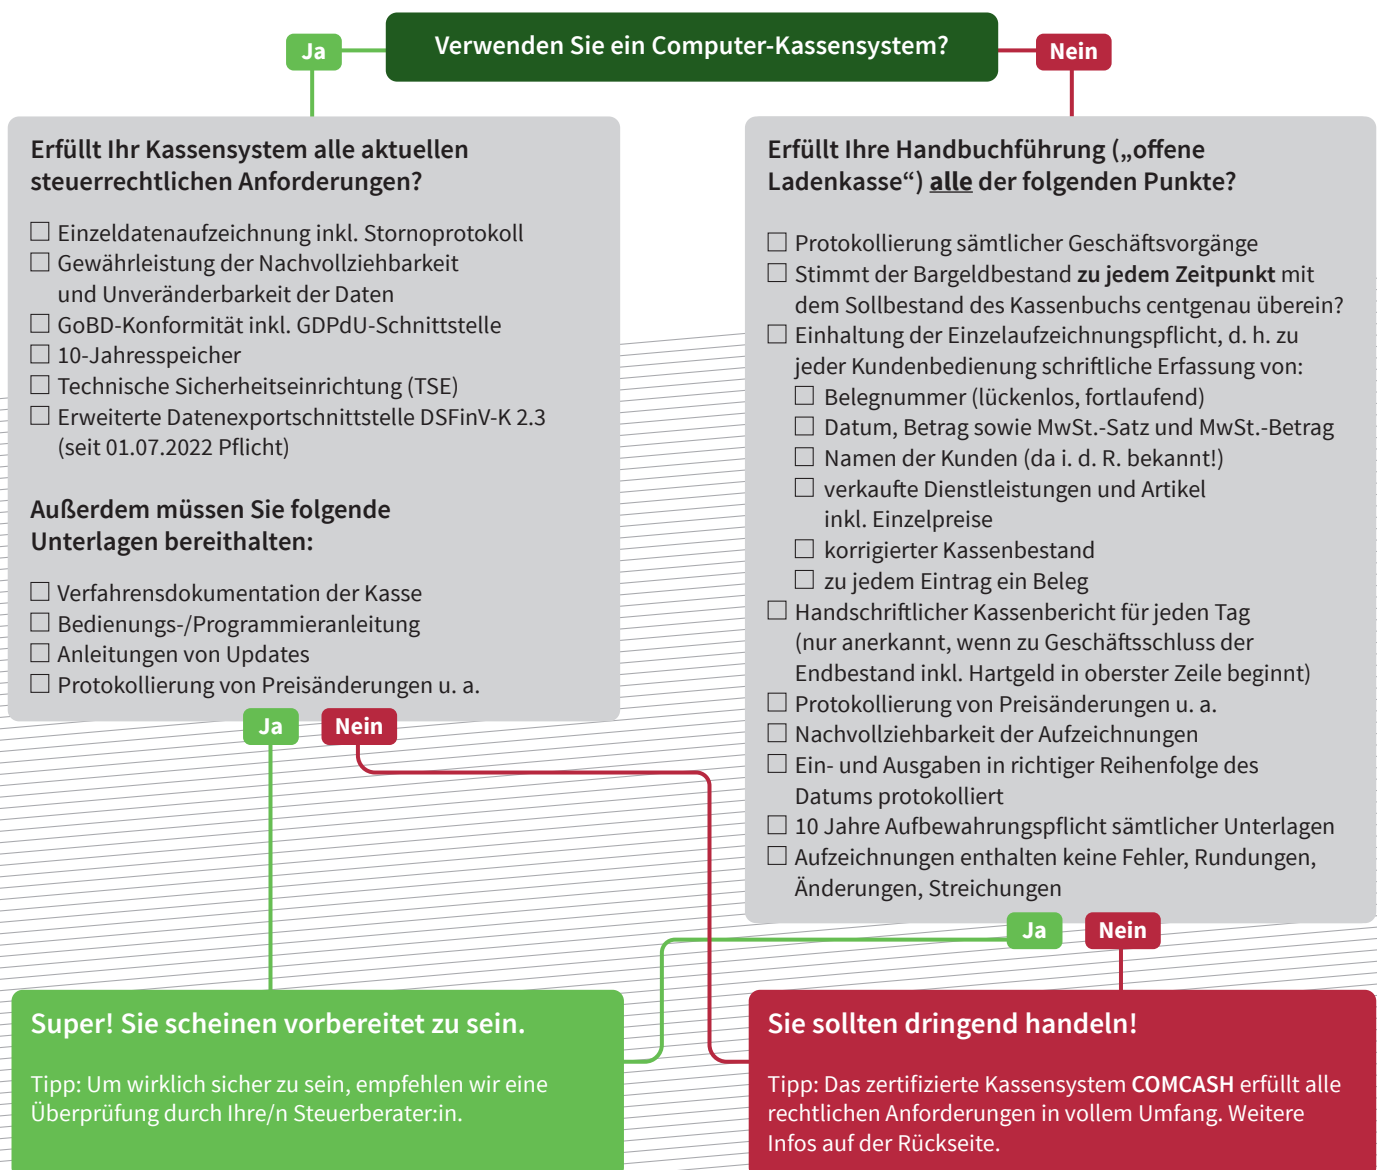 Verwenden Sie ein Computer-Kassensystem?
Ja
Nein
Erfüllt Ihr Kassensystem alle aktuellen
steuerrechtlichen Anforderungen?
☐ Einzeldatenaufzeichnung inkl. Stornoprotokoll
☐ Gewährleistung der Nachvollziehbarkeit
und Unveränderbarkeit der Daten
☐ GoBD-Konformität inkl. GDPdU-Schnittstelle
☐ 10-Jahresspeicher
☐ Technische Sicherheitseinrichtung (TSE)
☐ Erweiterte Datenexportschnittstelle DSFinV-K 2.3
(seit 01.07.2022 Pflicht)
Außerdem müssen Sie folgende
Unterlagen bereithalten:
☐ Verfahrensdokumentation der Kasse
☐ Bedienungs-/Programmieranleitung
☐ Anleitungen von Updates
☐ Protokollierung von Preisänderungen u. a.
Ja
Nein
Erfüllt Ihre Handbuchführung („offene
Ladenkasse“) alle der folgenden Punkte?
☐ Protokollierung sämtlicher Geschäftsvorgänge
☐ Stimmt der Bargeldbestand zu jedem Zeitpunkt mit
dem Sollbestand des Kassenbuchs centgenau überein?
☐ Einhaltung der Einzelaufzeichnungspflicht, d. h. zu
jeder Kundenbedienung schriftliche Erfassung von:
☐ Belegnummer (lückenlos, fortlaufend)
☐ Datum, Betrag sowie MwSt.-Satz und MwSt.-Betrag
☐ Namen der Kunden (da i. d. R. bekannt!)
☐ verkaufte Dienstleistungen und Artikel
inkl. Einzelpreise
☐ korrigierter Kassenbestand
☐ zu jedem Eintrag ein Beleg
☐ Handschriftlicher Kassenbericht für jeden Tag
(nur anerkannt, wenn zu Geschäftsschluss der
Endbestand inkl. Hartgeld in oberster Zeile beginnt)
☐ Protokollierung von Preisänderungen u. a.
☐ Nachvollziehbarkeit der Aufzeichnungen
☐ Ein- und Ausgaben in richtiger Reihenfolge des
Datums protokolliert
☐ 10 Jahre Aufbewahrungspflicht sämtlicher Unterlagen
☐ Aufzeichnungen enthalten keine Fehler, Rundungen,
Änderungen, Streichungen
Ja
Nein
Super! Sie scheinen vorbereitet zu sein.
Tipp: Um wirklich sicher zu sein, empfehlen wir eine
Überprüfung durch Ihre/n Steuerberater:in.
Sie sollten dringend handeln!
Tipp: Das zertifizierte Kassensystem COMCASH erfüllt alle
rechtlichen Anforderungen in vollem Umfang. Weitere
Infos auf der Rückseite.